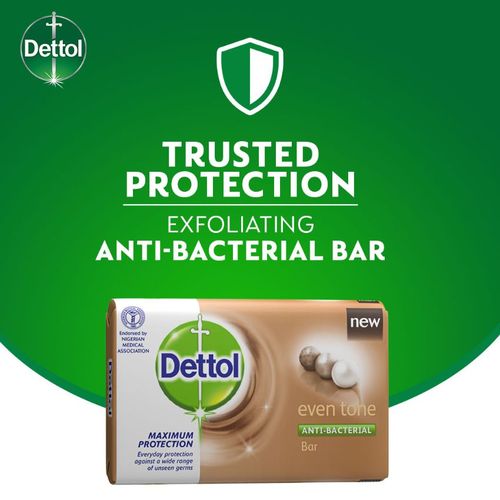 Dettol
TRUSTED
PROTECTION
EXFOLIATING
ANTI-BACTERIAL BAR
Endorsed by
NIGERIAN
MEDICAL
ASSOCIATION
Dettol
MAXIMUM
PROTECTION
Everyday protection
against a wide range
of unseen germs
new
even tone
ANTI-BACTERIAL
Bar